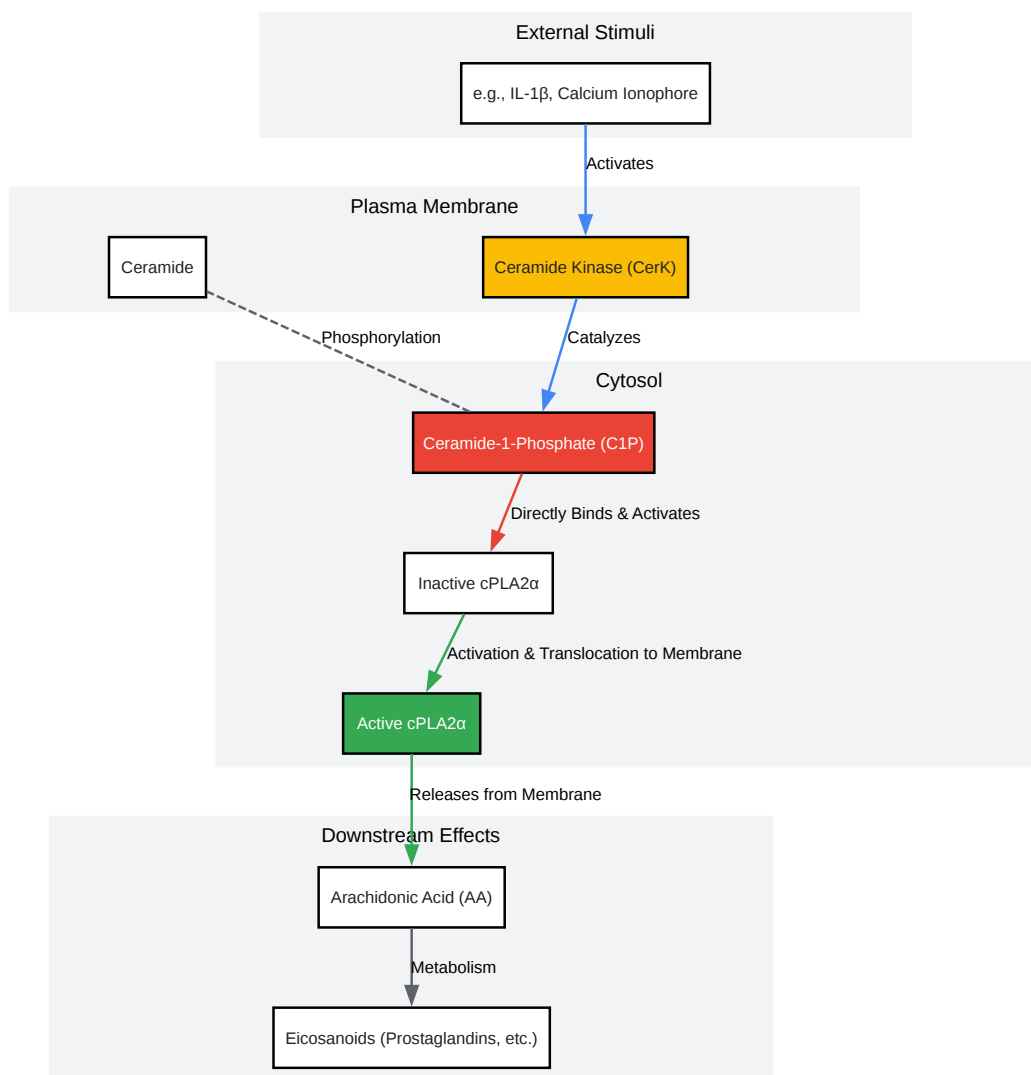 External Stimuli
e.g., IL-1β, Calcium Ionophore
Activates
Plasma Membrane
Ceramide
Ceramide Kinase (CerK)
Phosphorylation
Catalyzes
Cytosol
Ceramide-1-Phosphate (C1P)
Directly Binds & Activates
Inactive cPLA2α
Activation & Translocation to Membrane
Active cPLA2α
Releases from Membrane
Downstream Effects
Arachidonic Acid (AA)
Metabolism
Eicosanoids (Prostaglandins, etc.)